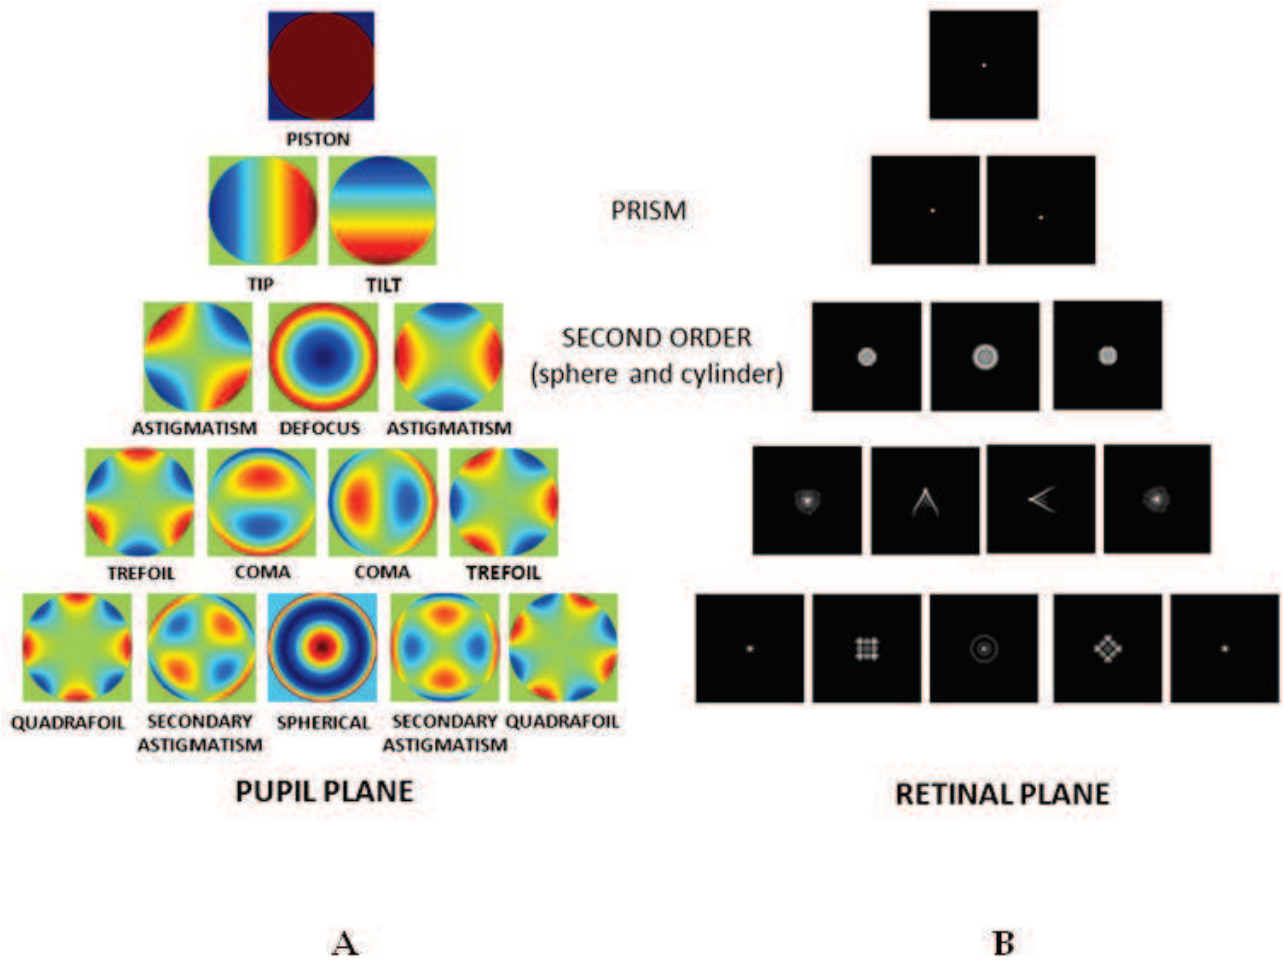 PISTON
TIP TILT
PRISM
ASTIGMATISM DEFOCUS ASTIGMATISM
SECOND ORDER
(sphere and cylinder)
TREFOIL COMA COMA TREFOIL
QUADRAFOIL SECONDARY ASTIGMATISM SPHERICAL SECONDARY ASTIGMATISM QUADRAFOIL
PUPIL PLANE
RETINAL PLANE
A
B